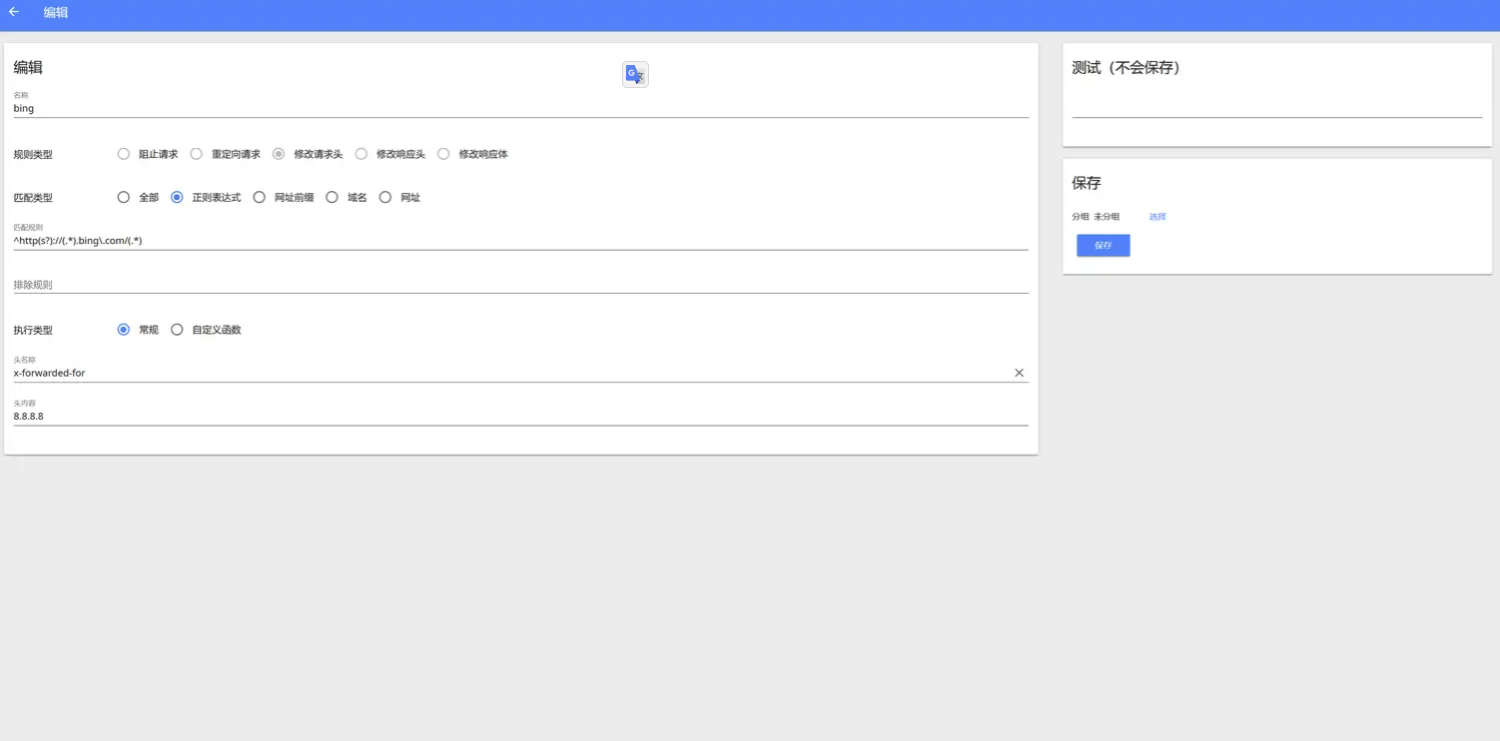 编辑
编辑
名称
bing
规则类型 阻止请求 重定向请求 修改请求头 修改响应头 修改响应体
匹配类型 全部 正则表达式 网址前缀 域名 网址
匹配规则
^http(s?)://(.*).bing\.com/(.*)
排除规则
执行类型 常规 自定义函数
头名称
x-forwarded-for
头内容
8.8.8.8
测试（不会保存）
保存
分组 未分组 选择
保存